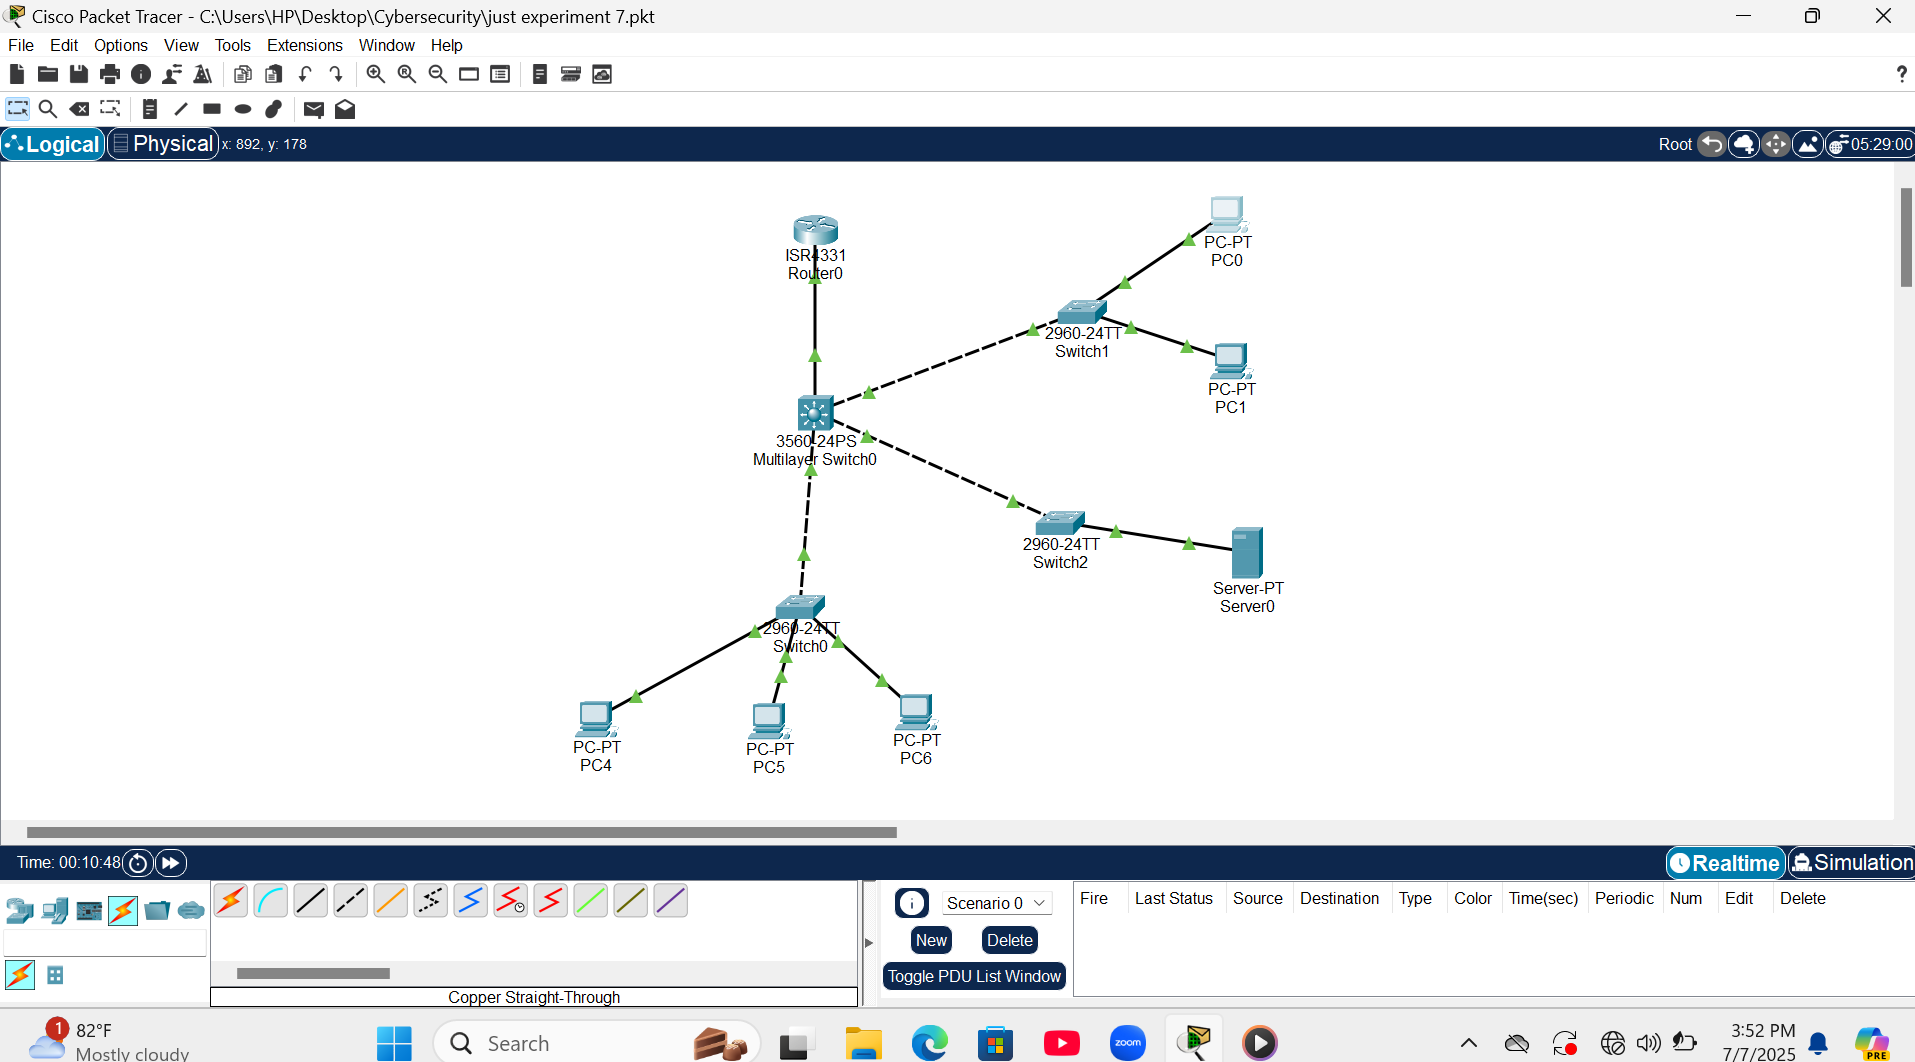 Cisco Packet Tracer - C:\Users\HP\Desktop\Cybersecurity\just experiment 7.pkt
File Edit Options View Tools Extensions Window Help
?
Logical Physical x: 892, y: 178 Root 05:29:00
PC-PT
PC0
ISR4331
Router0
2960-24TT
Switch1
PC-PT
PC1
3560-24PS
Multilayer Switch0
2960-24TT
Switch2
Server-PT
Server0
2960-24TT
Switch0
PC-PT
PC4
PC-PT
PC5
PC-PT
PC6
Time: 00:10:48 Realtime Simulation
Scenario 0
New Delete
Toggle PDU List Window
Fire Last Status Source Destination Type Color Time(sec) Periodic Num Edit Delete
Copper Straight-Through
1
82°F
Mostly cloudy
Search
zoom
3:52 PM
7/7/2025
PRE